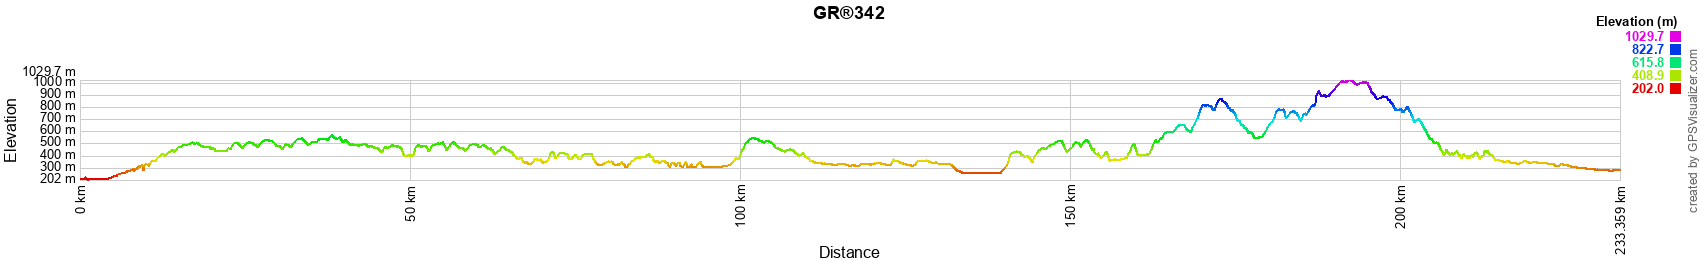 GR®342
Elevation (m)
1029.7
822.7
615.8
408.9
202.0
1029.7 m
1000 m
900 m
800 m
700 m
600 m
500 m
400 m
300 m
202 m
Elevation
0 km
50 km
100 km
150 km
200 km
233.359 km
Distance
created by GPSVisualizer.com